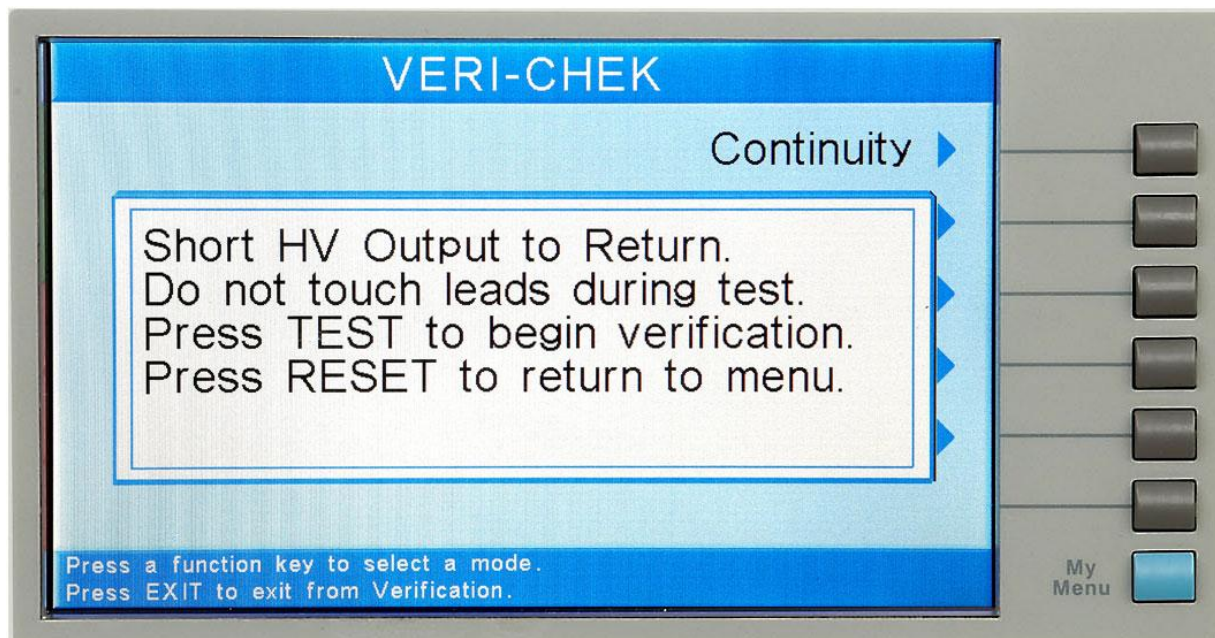 VERI-CHEK
Continuity
Short HV Output to Return.
Do not touch leads during test.
Press TEST to begin verification.
Press RESET to return to menu.
Press a function key to select a mode.
Press EXIT to exit from Verification.
My
Menu